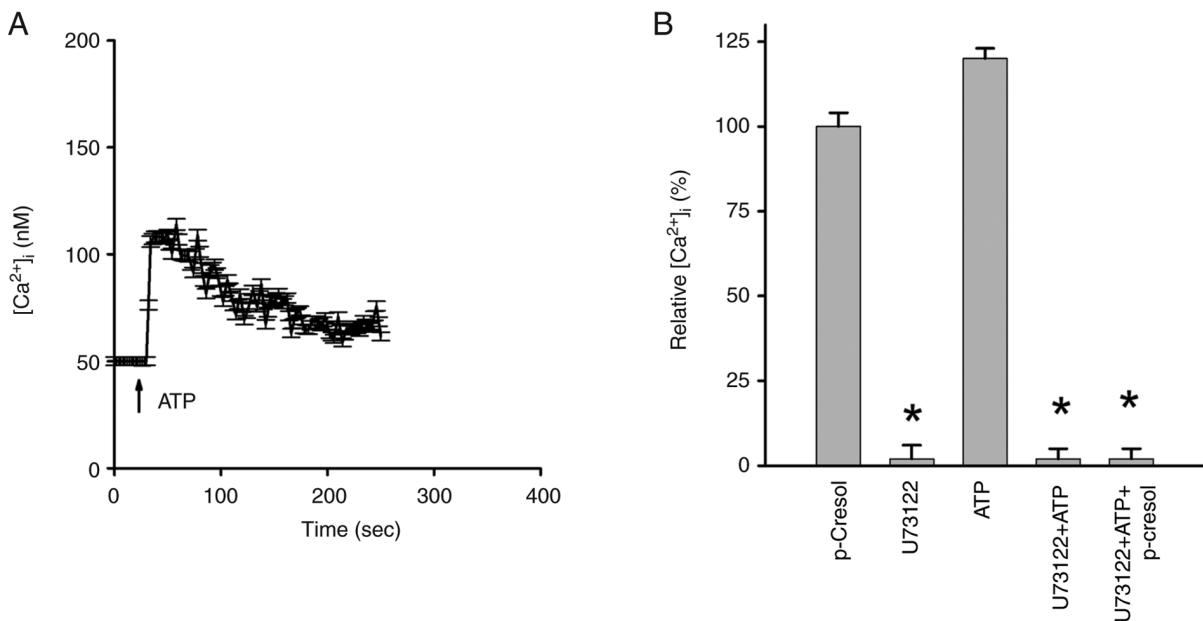 A
200
150
100
50
0
[Ca²⁺]ᵢ (nM)
ATP
0 100 200 300 400
Time (sec)
B
125
100
75
50
25
0
Relative [Ca²⁺]ᵢ (%)
* * *
p-Cresol
U73122
ATP
U73122+ATP
U73122+ATP+
p-cresol